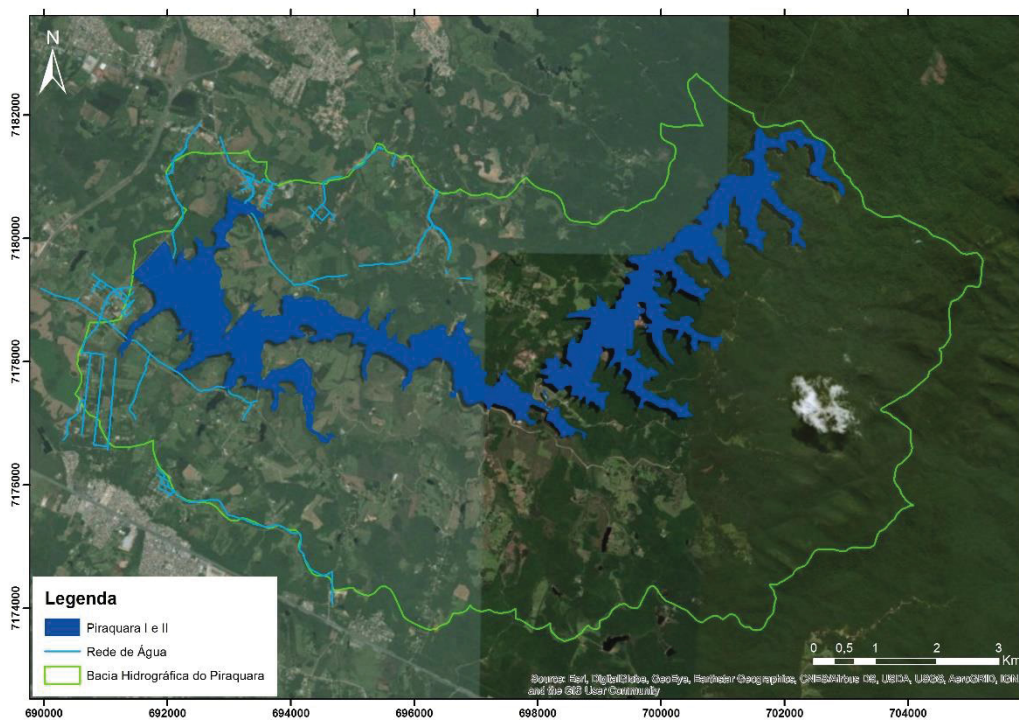 N
7182000
7180000
7178000
7176000
7174000
Legenda
Piraquara I e II
Rede de Água
Bacia Hidrográfica do Piraquara
0 0,5 1 2 3
Km
Source: Esri, DigitalGlobe, GeoEye, Earthstar Geographics, CNES/Airbus DS, USDA, USGS, AeroGRID, IGN
and the GIS User Community
690000 692000 694000 696000 698000 700000 702000 704000